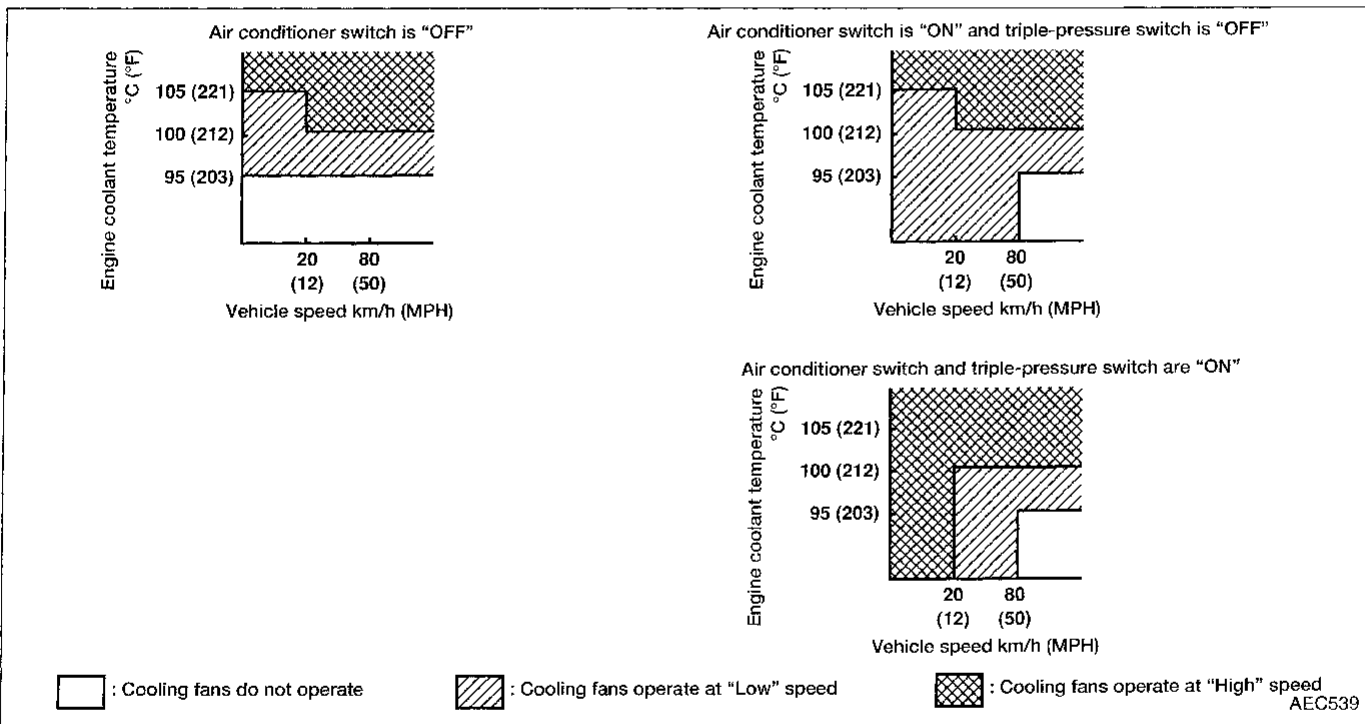 Air conditioner switch is “OFF”
Engine coolant temperature
°C (°F)
105 (221)
100 (212)
95 (203)
20 80
(12) (50)
Vehicle speed km/h (MPH)
Air conditioner switch is “ON” and triple-pressure switch is “OFF”
Engine coolant temperature
°C (°F)
105 (221)
100 (212)
95 (203)
20 80
(12) (50)
Vehicle speed km/h (MPH)
Air conditioner switch and triple-pressure switch are “ON”
Engine coolant temperature
°C (°F)
105 (221)
100 (212)
95 (203)
20 80
(12) (50)
Vehicle speed km/h (MPH)
: Cooling fans do not operate
: Cooling fans operate at “Low” speed
: Cooling fans operate at “High” speed
AEC539